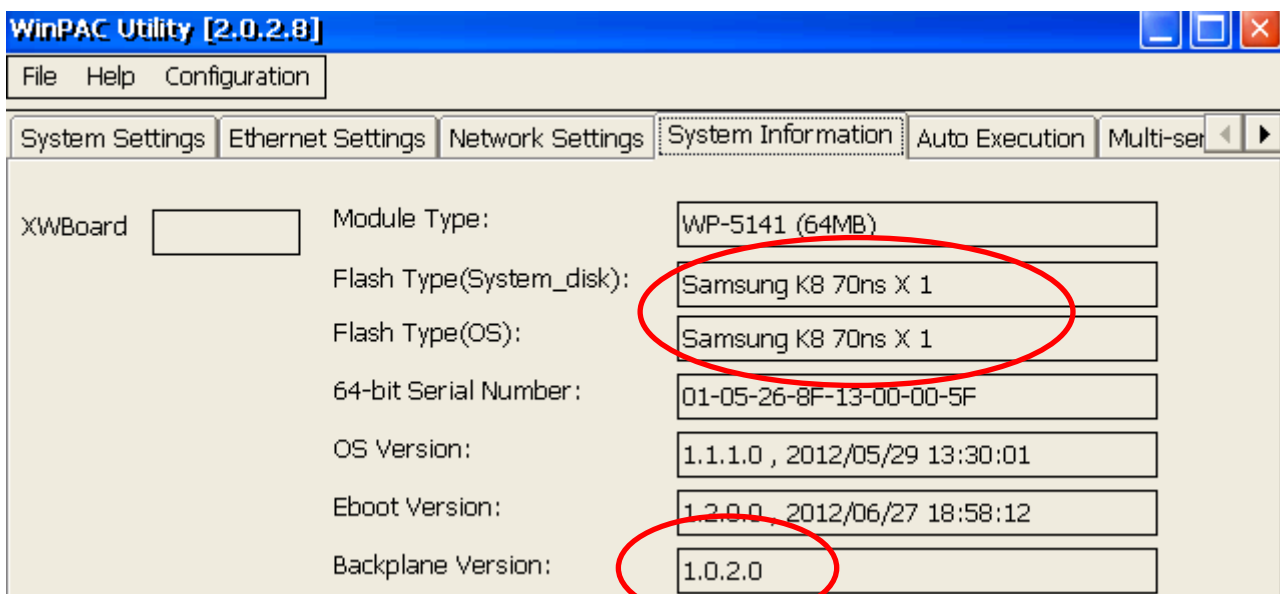 WinPAC Utility [2.0.2.8]
File Help Configuration
System Settings Ethernet Settings Network Settings System Information Auto Execution Multi-ser
XWBoard
Module Type: WP-5141 (64MB)
Flash Type(System_disk): Samsung K8 70ns X 1
Flash Type(OS): Samsung K8 70ns X 1
64-bit Serial Number: 01-05-26-8F-13-00-00-5F
OS Version: 1.1.1.0 , 2012/05/29 13:30:01
Eboot Version: 1.2.0.0 , 2012/06/27 18:58:12
Backplane Version: 1.0.2.0